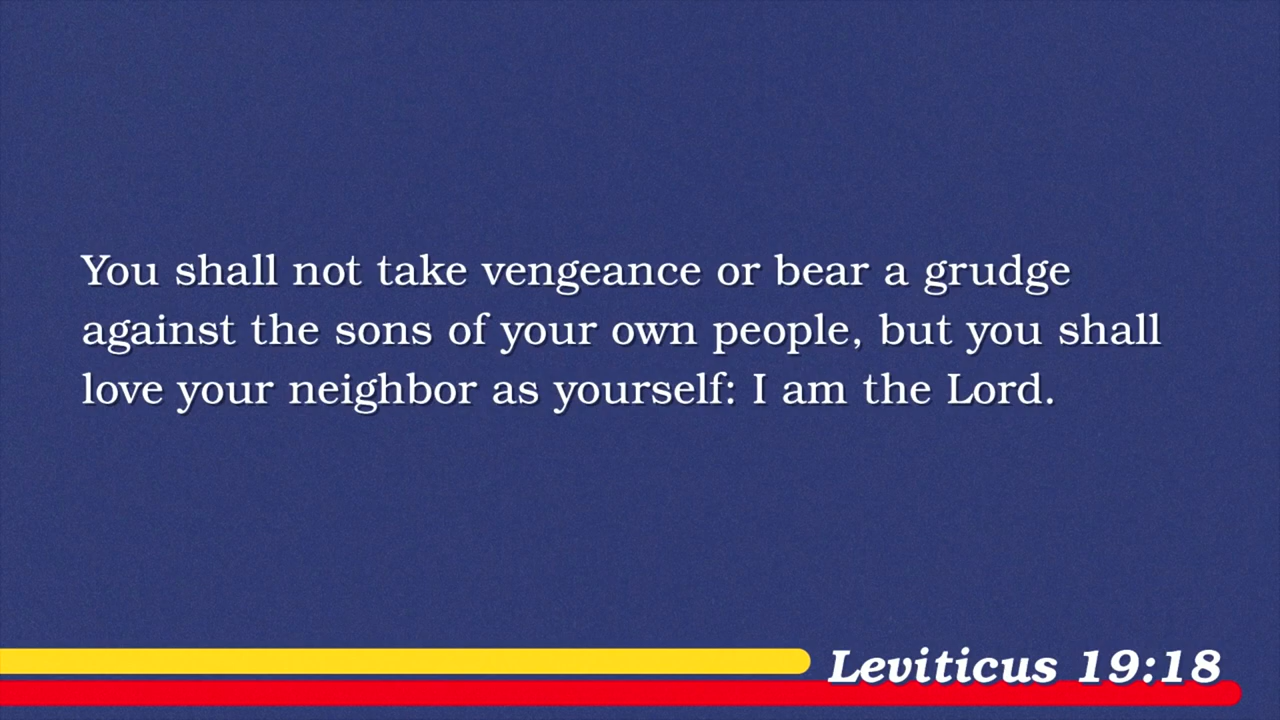 You shall not take vengeance or bear a grudge
against the sons of your own people, but you shall
love your neighbor as yourself: I am the Lord.
Leviticus 19:18